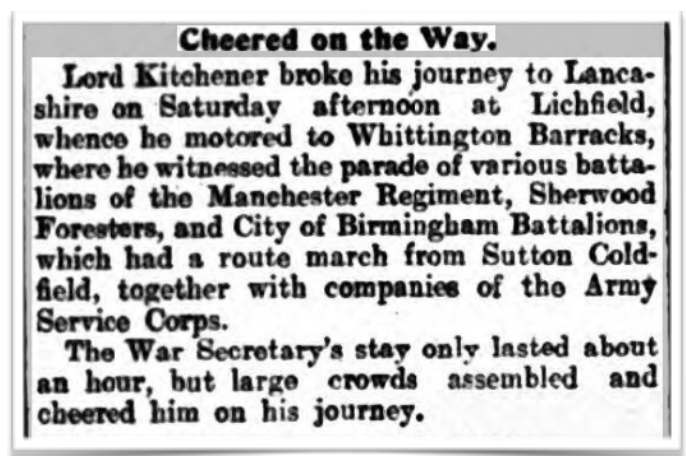 Cheered on the Way.
Lord Kitchener broke his journey to Lanca-
shire on Saturday afternoon at Lichfield,
whence he motored to Whittington Barracks,
where he witnessed the parade of various batta-
lions of the Manchester Regiment, Sherwood
Foresters, and City of Birmingham Battalions,
which had a route march from Sutton Cold-
field, together with companies of the Army
Service Corps.
The War Secretary's stay only lasted about
an hour, but large crowds assembled and
cheered him on his journey.